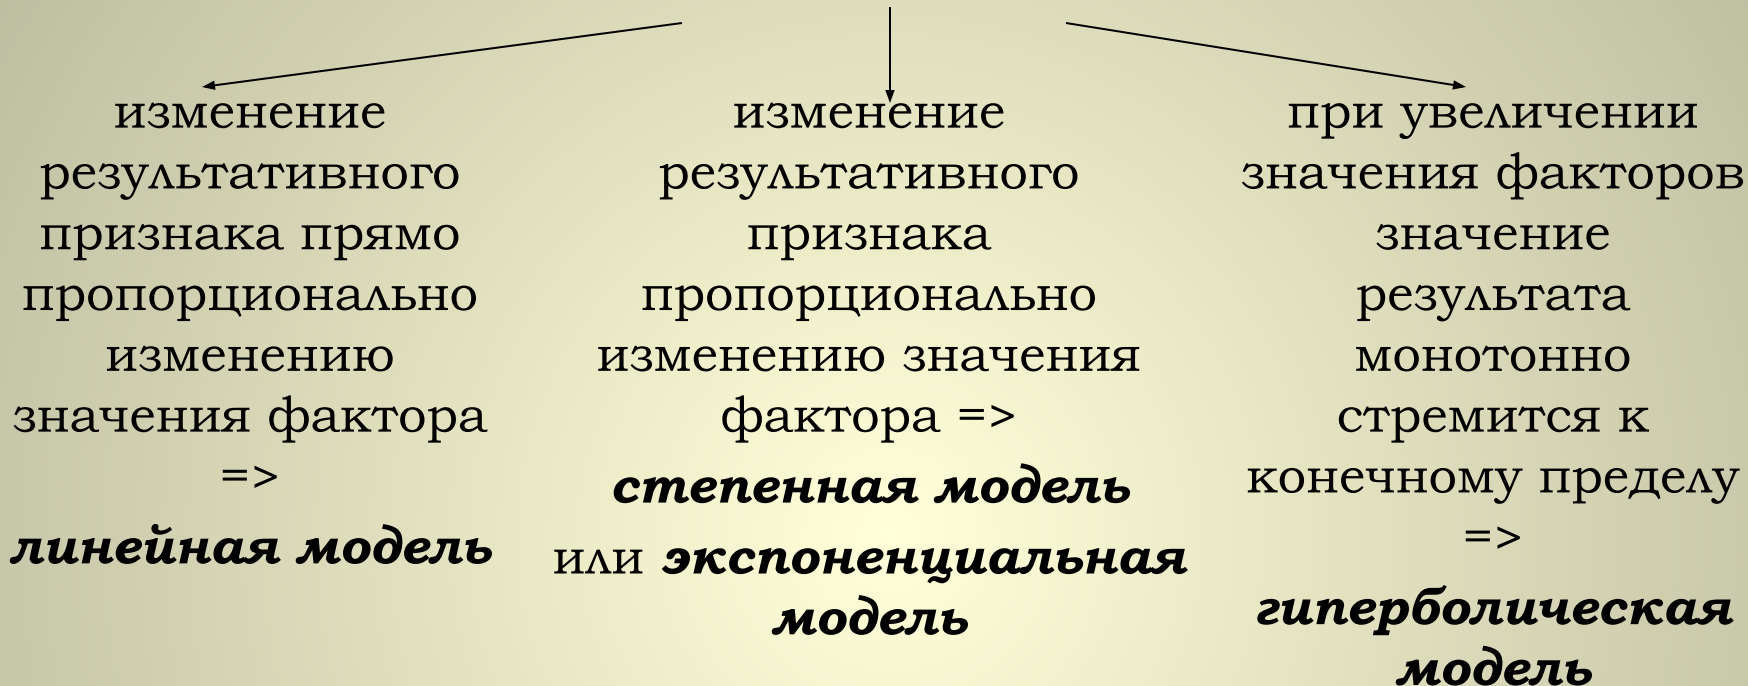 изменение
результативного
признака прямо
пропорционально
изменению
значения фактора
=>
линейная модель
изменение
результативного
признака
пропорционально
изменению значения
фактора =>
степенная модель
или экспоненциальная
модель
при увеличении
значения факторов
значение
результата
монотонно
стремится к
конечному пределу
=>
гиперболическая
модель